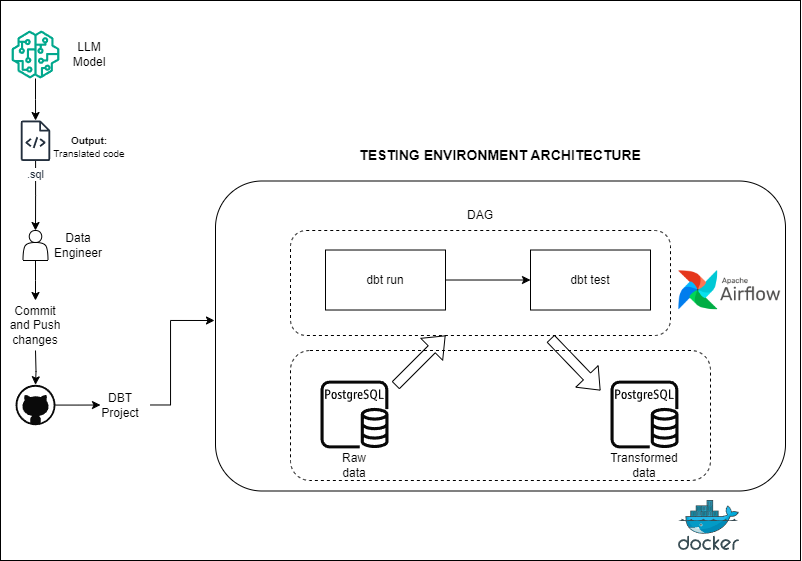 LLM
Model
</>
Output:
Translated code
.sql
Data
Engineer
Commit
and Push
changes
DBT
Project
TESTING ENVIRONMENT ARCHITECTURE
DAG
dbt run
dbt test
Apache
Airflow
PostgreSQL
Raw
data
PostgreSQL
Transformed
data
docker